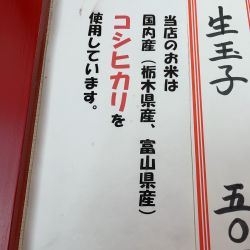 生玉子
五〇
当店のお米は
国内産（栃木県産、富山県産）
コシヒカリを
使用しています。